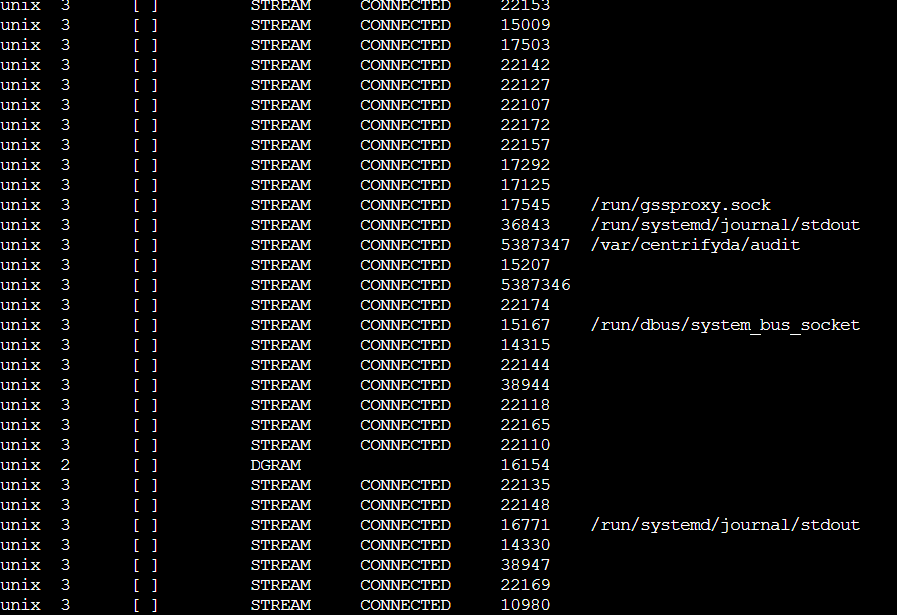 unix 3 [ ] STREAM CONNECTED 22153
unix 3 [ ] STREAM CONNECTED 15009
unix 3 [ ] STREAM CONNECTED 17503
unix 3 [ ] STREAM CONNECTED 22142
unix 3 [ ] STREAM CONNECTED 22127
unix 3 [ ] STREAM CONNECTED 22107
unix 3 [ ] STREAM CONNECTED 22172
unix 3 [ ] STREAM CONNECTED 22157
unix 3 [ ] STREAM CONNECTED 17292
unix 3 [ ] STREAM CONNECTED 17125
unix 3 [ ] STREAM CONNECTED 17545 /run/gssproxy.sock
unix 3 [ ] STREAM CONNECTED 36843 /run/systemd/journal/stdout
unix 3 [ ] STREAM CONNECTED 5387347 /var/centrifyda/audit
unix 3 [ ] STREAM CONNECTED 15207
unix 3 [ ] STREAM CONNECTED 5387346
unix 3 [ ] STREAM CONNECTED 22174
unix 3 [ ] STREAM CONNECTED 15167 /run/dbus/system_bus_socket
unix 3 [ ] STREAM CONNECTED 14315
unix 3 [ ] STREAM CONNECTED 22144
unix 3 [ ] STREAM CONNECTED 38944
unix 3 [ ] STREAM CONNECTED 22118
unix 3 [ ] STREAM CONNECTED 22165
unix 3 [ ] STREAM CONNECTED 22110
unix 2 [ ] DGRAM 16154
unix 3 [ ] STREAM CONNECTED 22135
unix 3 [ ] STREAM CONNECTED 22148
unix 3 [ ] STREAM CONNECTED 16771 /run/systemd/journal/stdout
unix 3 [ ] STREAM CONNECTED 14330
unix 3 [ ] STREAM CONNECTED 38947
unix 3 [ ] STREAM CONNECTED 22169
unix 3 [ ] STREAM CONNECTED 10980